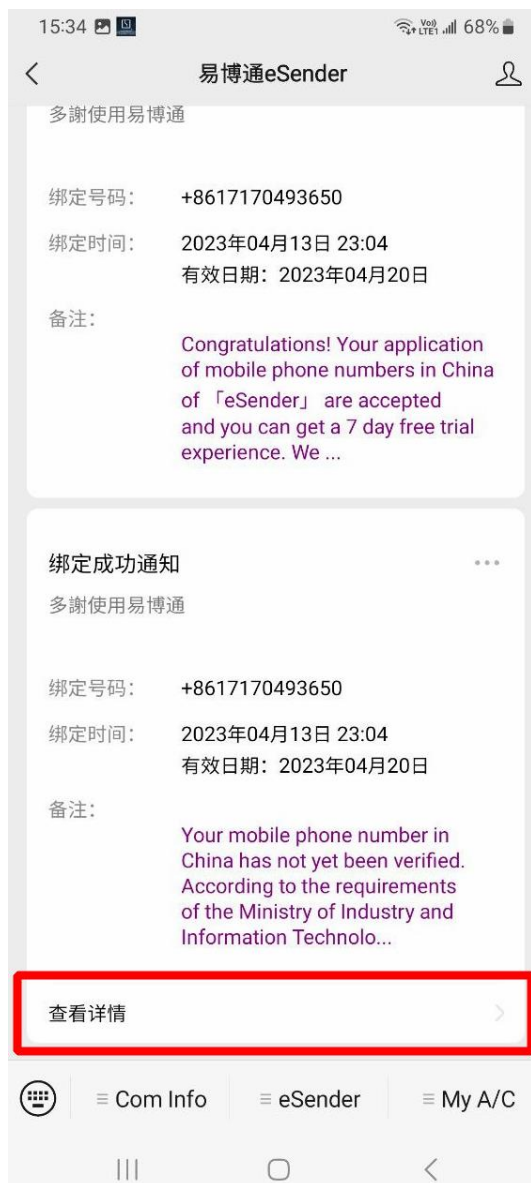 15:34 68%
易博通eSender
多謝使用易博通
绑定号码： +8617170493650
绑定时间： 2023年04月13日 23:04
有效日期：2023年04月20日
备注：
Congratulations! Your application
of mobile phone numbers in China
of 「eSender」 are accepted
and you can get a 7 day free trial
experience. We ...
绑定成功通知
多謝使用易博通
绑定号码： +8617170493650
绑定时间： 2023年04月13日 23:04
有效日期：2023年04月20日
备注：
Your mobile phone number in
China has not yet been verified.
According to the requirements
of the Ministry of Industry and
Information Technolo...
查看详情
Com Info eSender My A/C